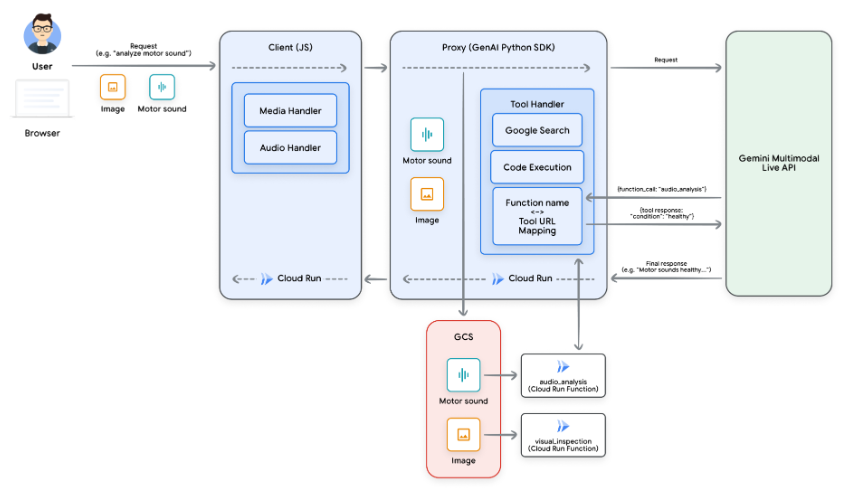 User
Browser
Request
(e.g. "analyze motor sound")
Image
Motor sound
Client (JS)
Media Handler
Audio Handler
Cloud Run
Proxy (GenAI Python SDK)
Motor sound
Image
Tool Handler
Google Search
Code Execution
Function name
<->
Tool URL
Mapping
Cloud Run
Request
{function_call: "audio_analysis"}
{tool response:
"condition": "healthy"}
Final response
(e.g. "Motor sounds healthy...")
Gemini Multimodal
Live API
GCS
Motor sound
Image
audio_analysis
(Cloud Run Function)
visual_inspection
(Cloud Run Function)